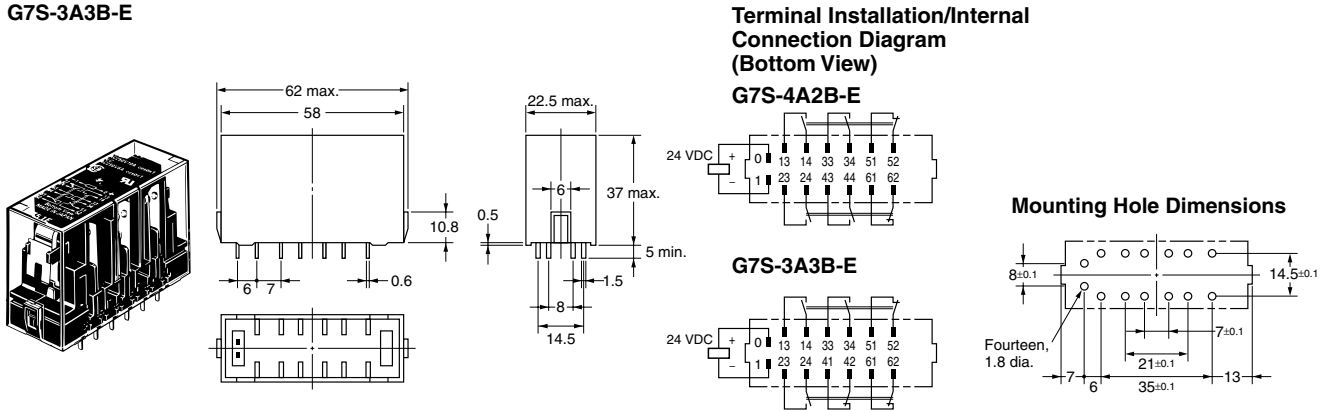 G7S-3A3B-E
62 max.
58
10.8
6
7
0.6
22.5 max.
6
37 max.
0.5
5 min.
1.5
8
14.5
Terminal Installation/Internal
Connection Diagram
(Bottom View)
G7S-4A2B-E
24 VDC
+
–
0 13 14 33 34 51 52
1 23 24 43 44 61 62
G7S-3A3B-E
24 VDC
+
–
0 13 14 33 34 51 52
1 23 24 41 42 61 62
Mounting Hole Dimensions
8±0.1
14.5±0.1
7±0.1
Fourteen,
1.8 dia.
21±0.1
7
6
35±0.1
13